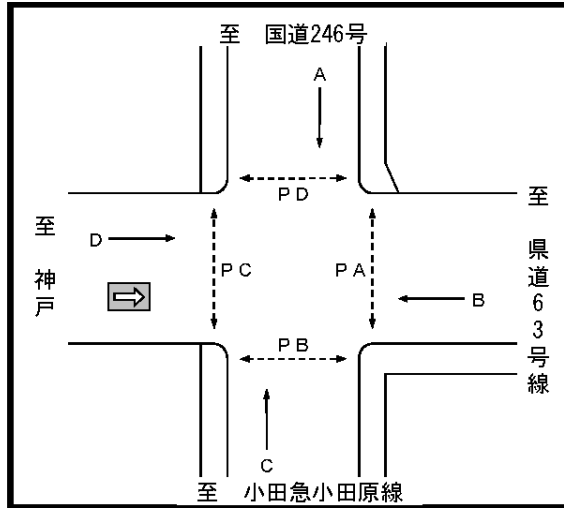 至 国道246号
A
PD
至 神戸
D
PC
PA
B
至 県道63号線
PB
C
至 小田急小田原線